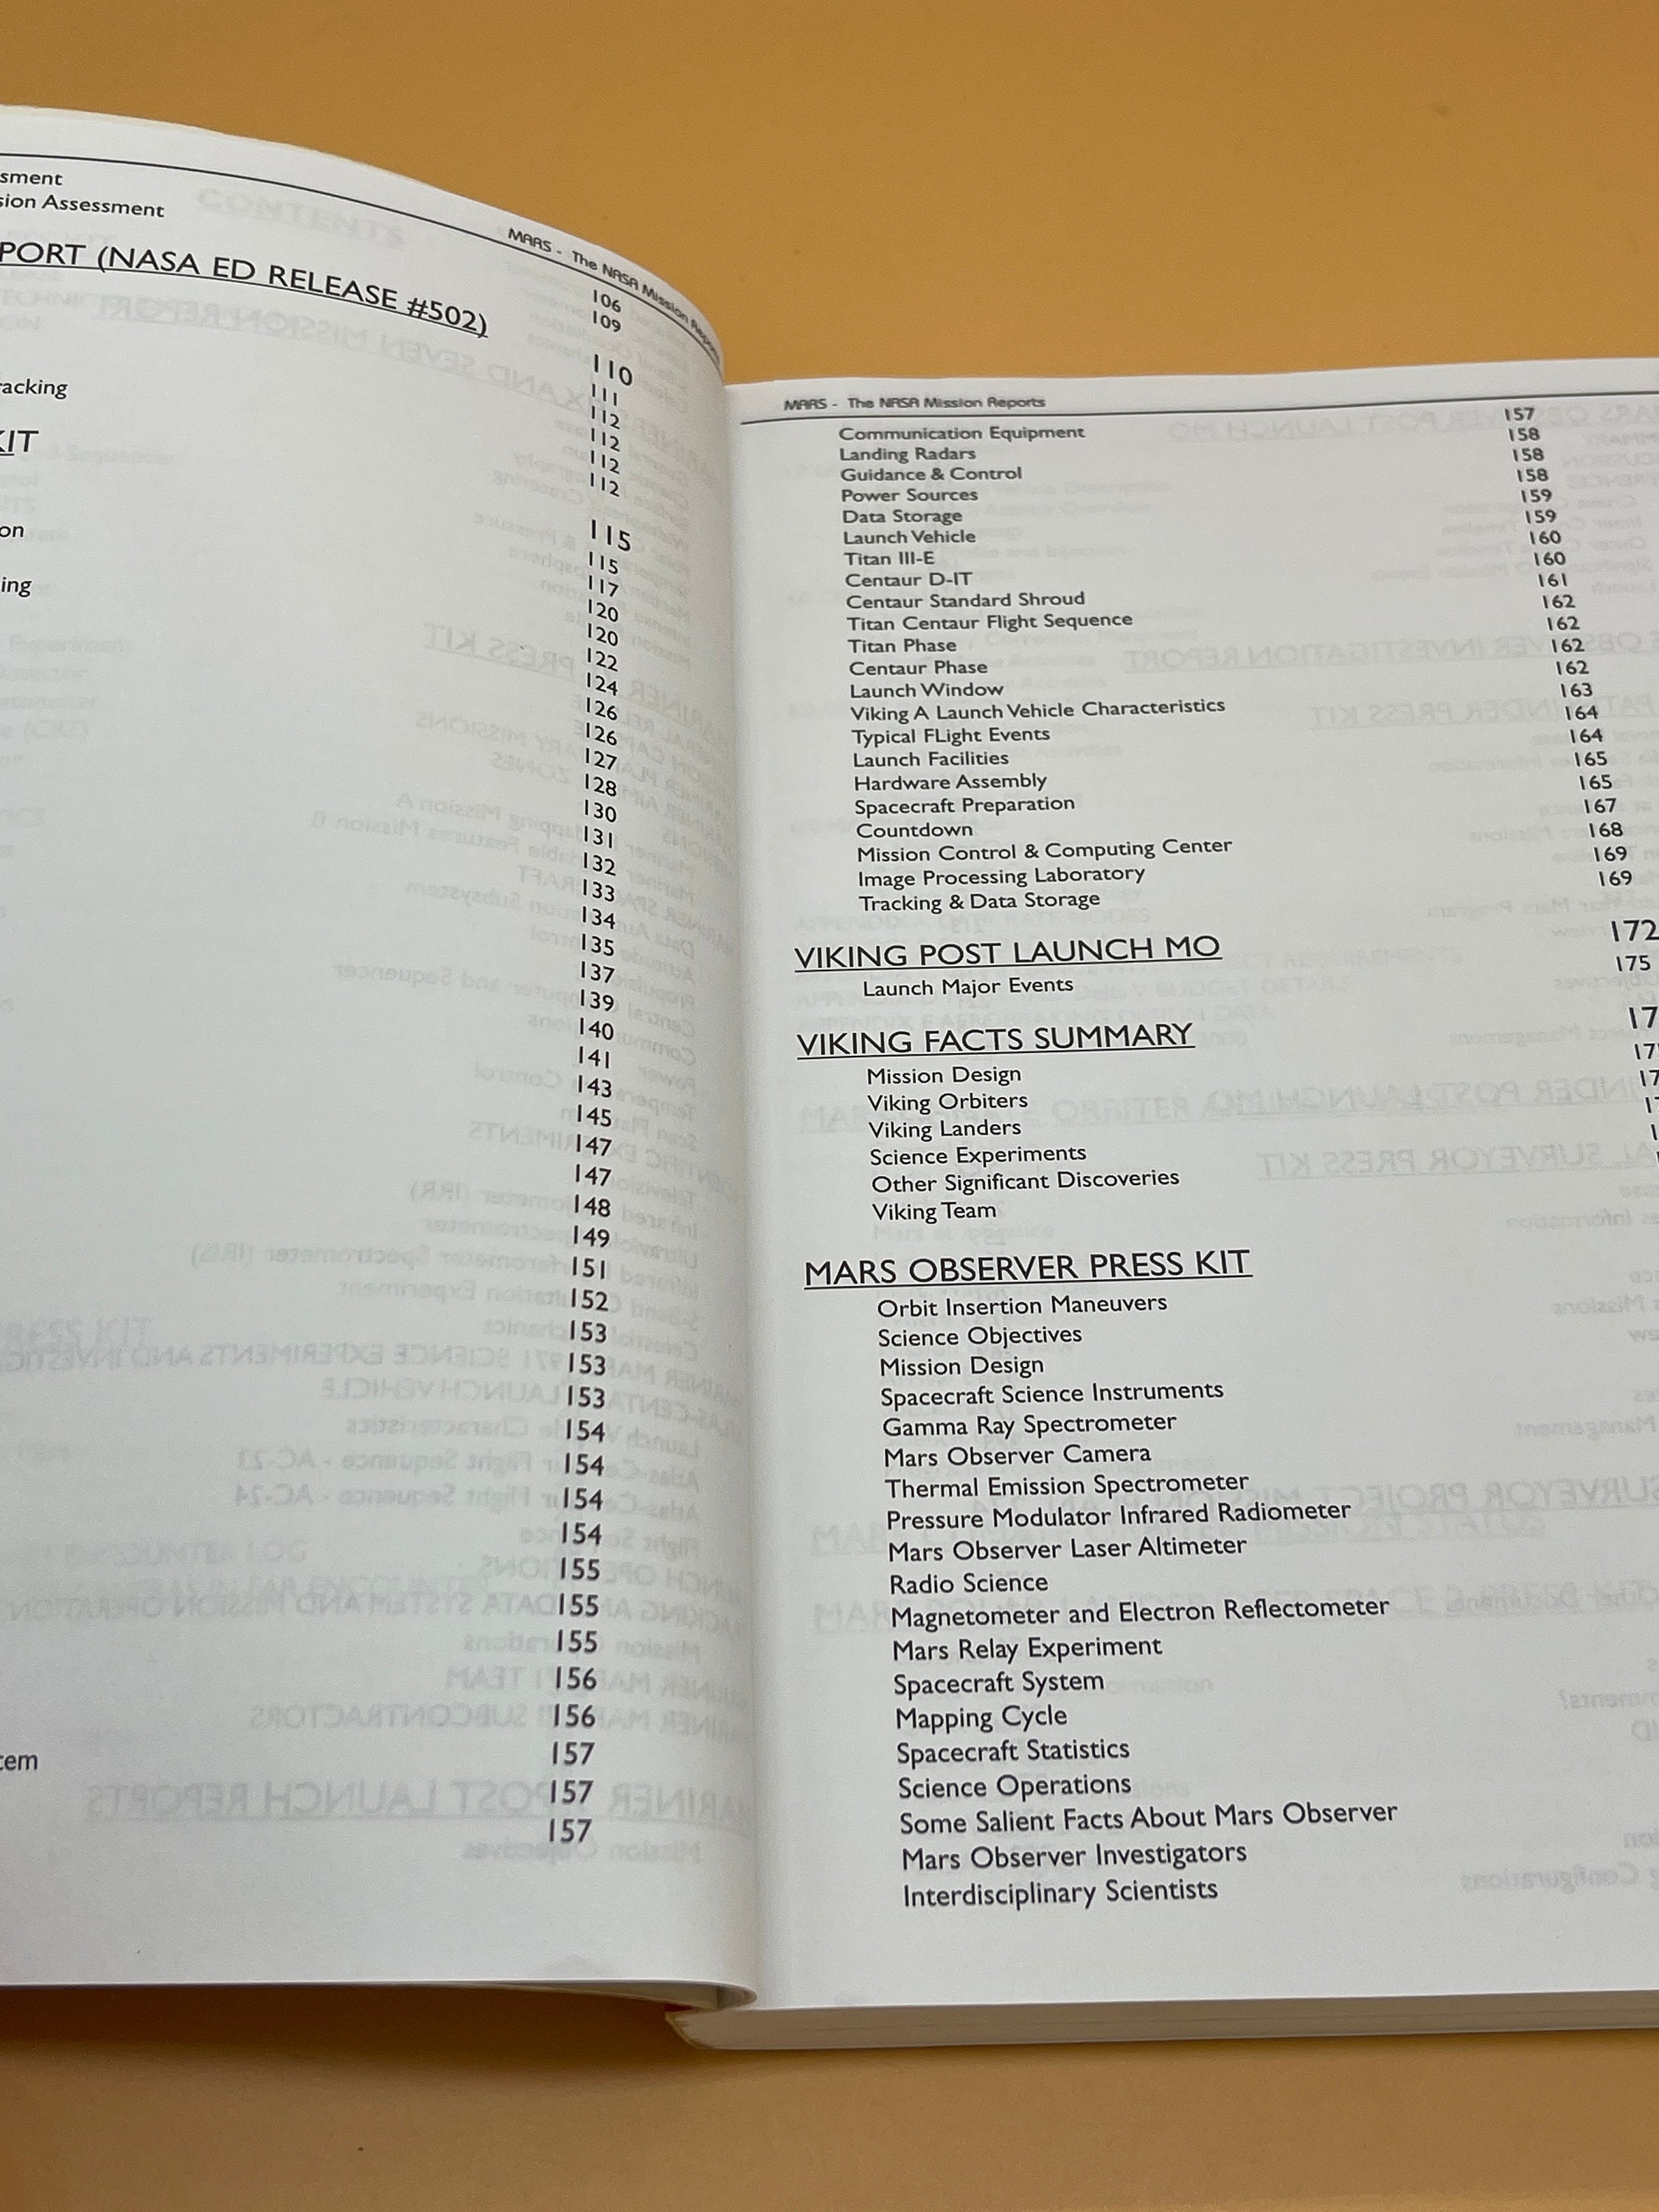 sment
sion Assessment
MARS - The NASA Mission Reports
106
109
PORT (NASA ED RELEASE #502)
110
111
acking
112
112
112
112
KIT
115
on
115
117
ing
120
120
122
124
126
126
127
128
130
131
132
133
134
135
137
139
140
141
143
145
147
147
148
149
151
152
153
153
153
154
154
154
154
155
155
155
156
156
157
tem
157
157
MARS - The NASA Mission Reports
Communication Equipment 157
Landing Radars 158
Guidance & Control 158
Power Sources 158
Data Storage 159
Launch Vehicle 159
Titan III-E 160
Centaur D-IT 160
Centaur Standard Shroud 161
Titan Centaur Flight Sequence 162
Titan Phase 162
Centaur Phase 162
Launch Window 162
Viking A Launch Vehicle Characteristics 163
Typical FLight Events 164
Launch Facilities 164
Hardware Assembly 165
Spacecraft Preparation 165
Countdown 167
Mission Control & Computing Center 168
Image Processing Laboratory 169
Tracking & Data Storage 169
VIKING POST LAUNCH MO 172
Launch Major Events 175
VIKING FACTS SUMMARY 17
Mission Design 17
Viking Orbiters 17
Viking Landers
Science Experiments
Other Significant Discoveries
Viking Team
MARS OBSERVER PRESS KIT
Orbit Insertion Maneuvers
Science Objectives
Mission Design
Spacecraft Science Instruments
Gamma Ray Spectrometer
Mars Observer Camera
Thermal Emission Spectrometer
Pressure Modulator Infrared Radiometer
Mars Observer Laser Altimeter
Radio Science
Magnetometer and Electron Reflectometer
Mars Relay Experiment
Spacecraft System
Mapping Cycle
Spacecraft Statistics
Science Operations
Some Salient Facts About Mars Observer
Mars Observer Investigators
Interdisciplinary Scientists